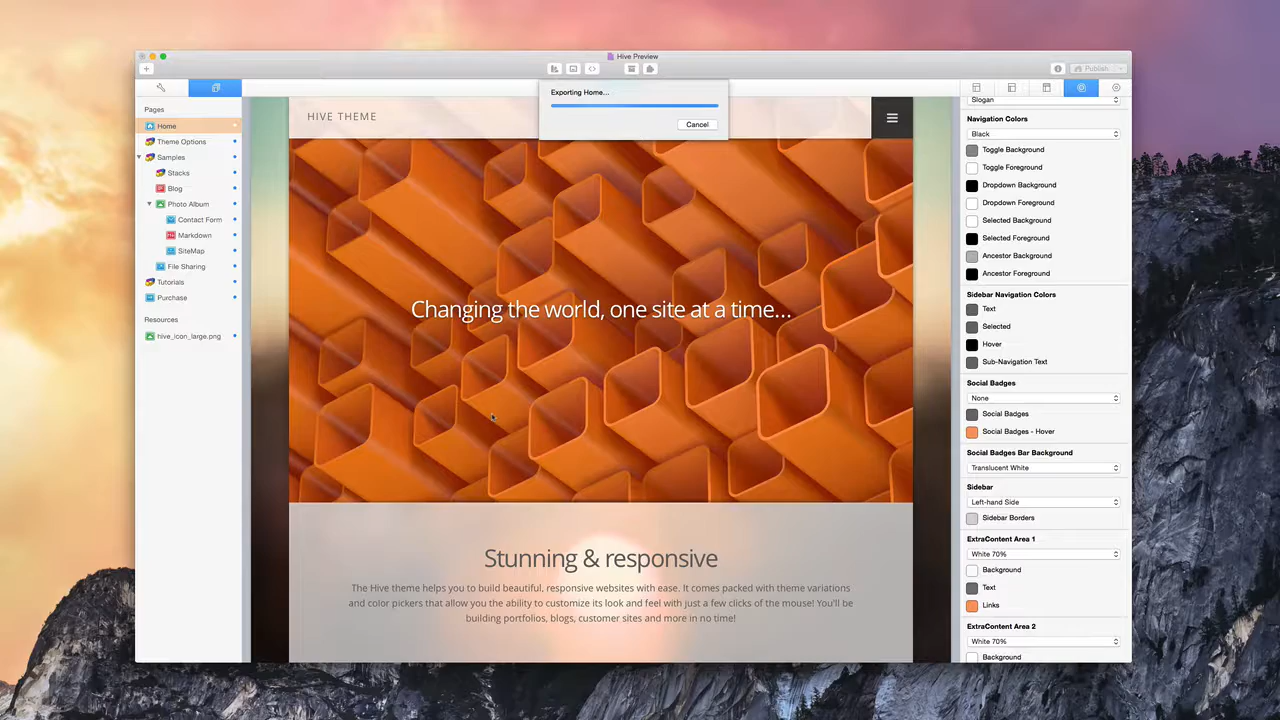 Hive Preview
Publish...
Exporting Home...
Cancel
Pages
Home
Theme Options
Samples
Stacks
Blog
Photo Album
Contact Form
Markdown
SiteMap
File Sharing
Tutorials
Purchase
Resources
hive_icon_large.png
HIVE THEME
Changing the world, one site at a time...
Stunning & responsive
The Hive theme helps you to build beautiful, responsive websites with ease. It comes packed with theme variations
and color pickers that allow you the ability to customize its look and feel with just a few clicks of the mouse! You'll be
building portfolios, blogs, customer sites and more in no time!
Slogan
Navigation Colors
Black
Toggle Background
Toggle Foreground
Dropdown Background
Dropdown Foreground
Selected Background
Selected Foreground
Ancestor Background
Ancestor Foreground
Sidebar Navigation Colors
Text
Selected
Hover
Sub-Navigation Text
Social Badges
None
Social Badges
Social Badges - Hover
Social Badges Bar Background
Translucent White
Sidebar
Left-hand Side
Sidebar Borders
ExtraContent Area 1
White 70%
Background
Text
Links
ExtraContent Area 2
White 70%
Background